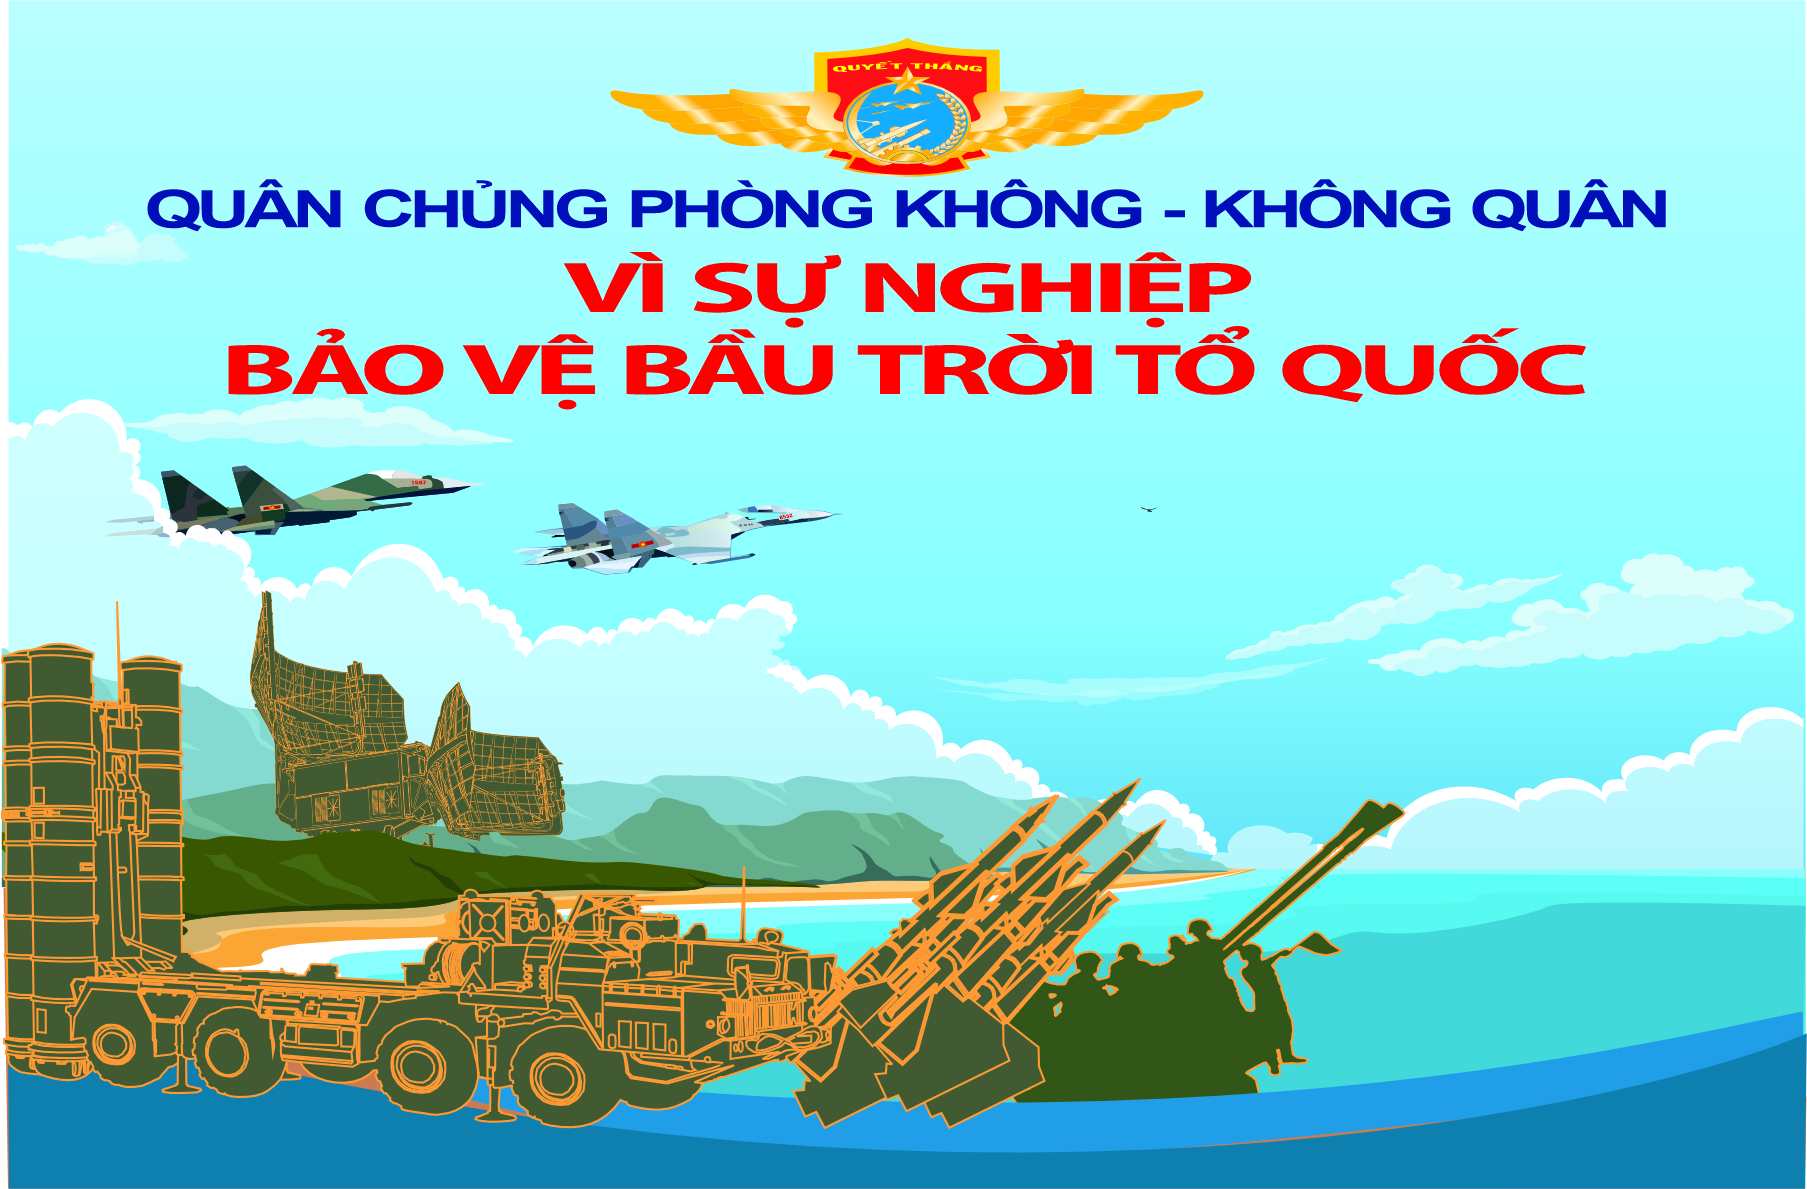 QUYẾT THẮNG
QUÂN CHỦNG PHÒNG KHÔNG - KHÔNG QUÂN
VÌ SỰ NGHIỆP
BẢO VỆ BẦU TRỜI TỔ QUỐC